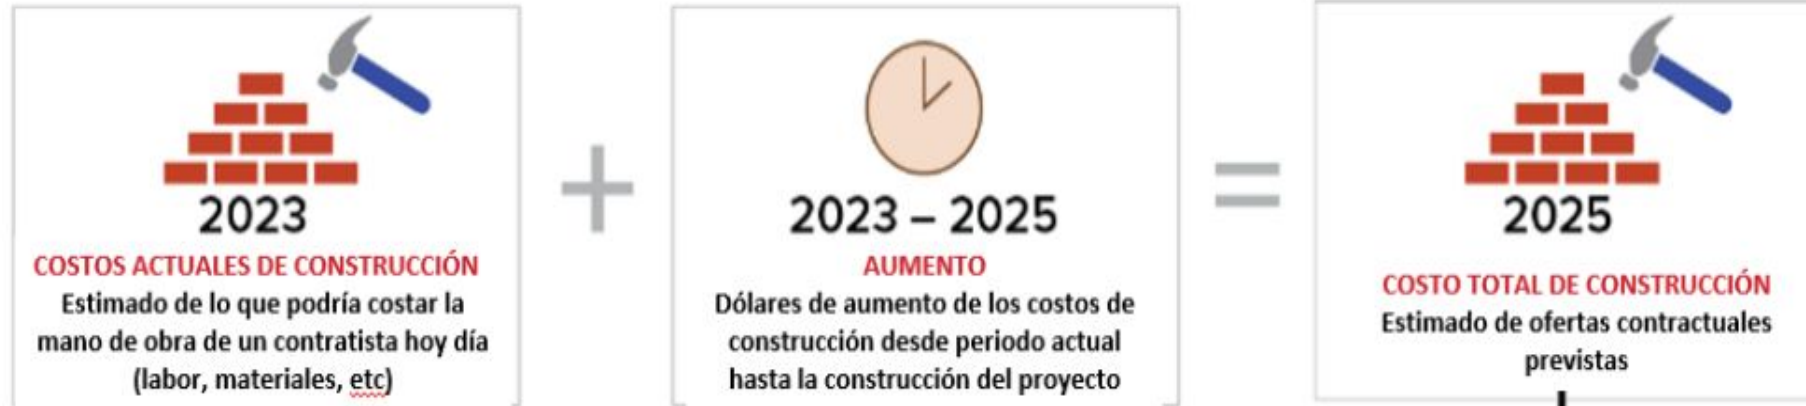 2023
COSTOS ACTUALES DE CONSTRUCCIÓN
Estimado de lo que podría costar la
mano de obra de un contratista hoy día
(labor, materiales, etc)
+
2023 – 2025
AUMENTO
Dólares de aumento de los costos de
construcción desde periodo actual
hasta la construcción del proyecto
=
2025
COSTO TOTAL DE CONSTRUCCIÓN
Estimado de ofertas contractuales
previstas